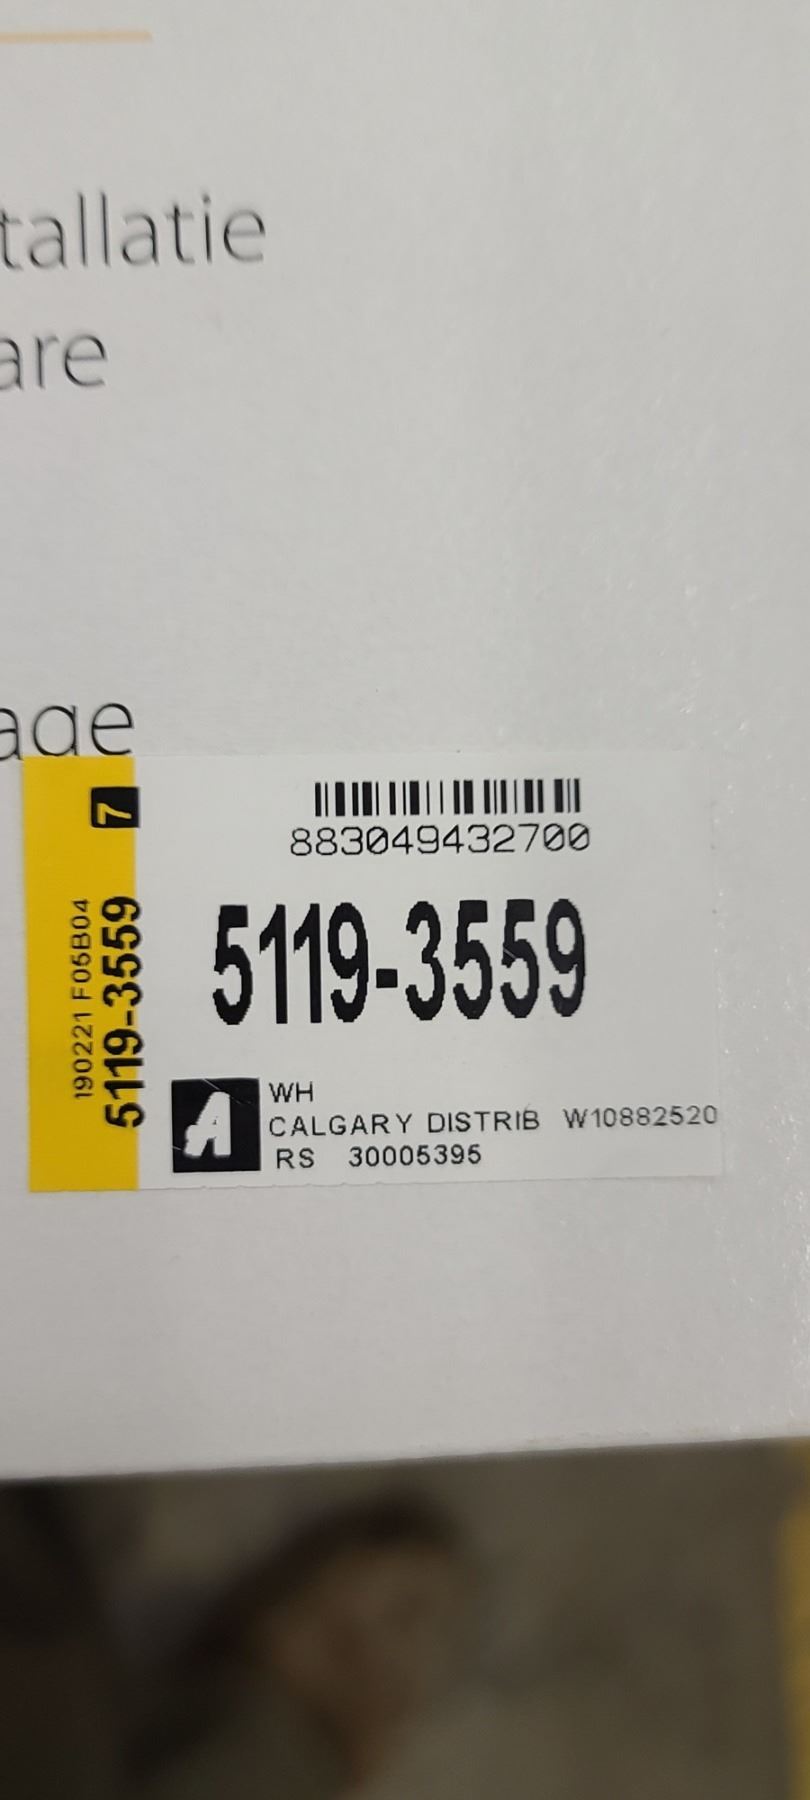 tallatie
are
age
7
883049432700
190221 F05B04
5119-3559
5119-3559
A
WH
CALGARY DISTRIB W10882520
RS 30005395